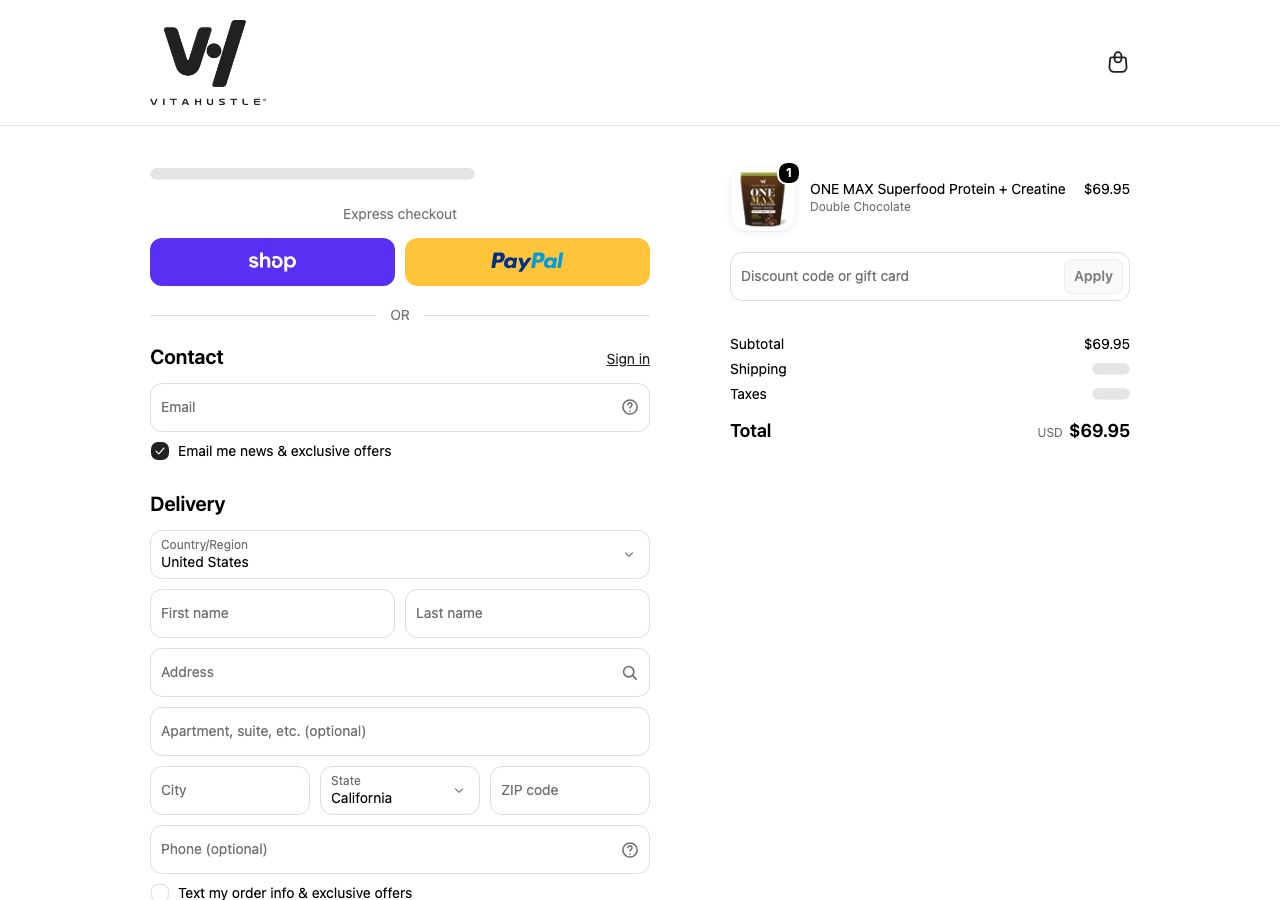 VITAHUSTLE
Express checkout
shop
PayPal
OR
Contact
Sign in
Email
Email me news & exclusive offers
Delivery
Country/Region
United States
First name
Last name
Address
Apartment, suite, etc. (optional)
City
State
California
ZIP code
Phone (optional)
Text my order info & exclusive offers
1
ONE
MAX
ONE MAX Superfood Protein + Creatine
$69.95
Double Chocolate
Discount code or gift card
Apply
Subtotal
$69.95
Shipping
Taxes
Total
USD $69.95